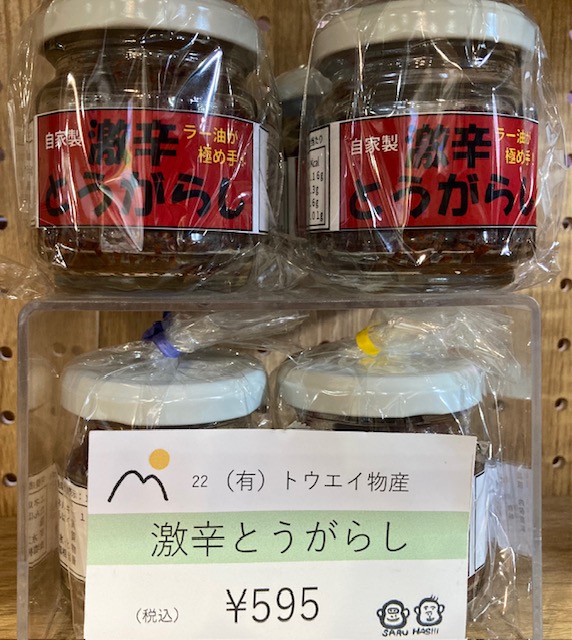 自家製
激辛
ラー油が
極め手
とうがらし
自家製
激辛
ラー油が
極め手
とうがらし
22 (有)トウエイ物産
激辛とうがらし
(税込)
¥595
SARU HASHI